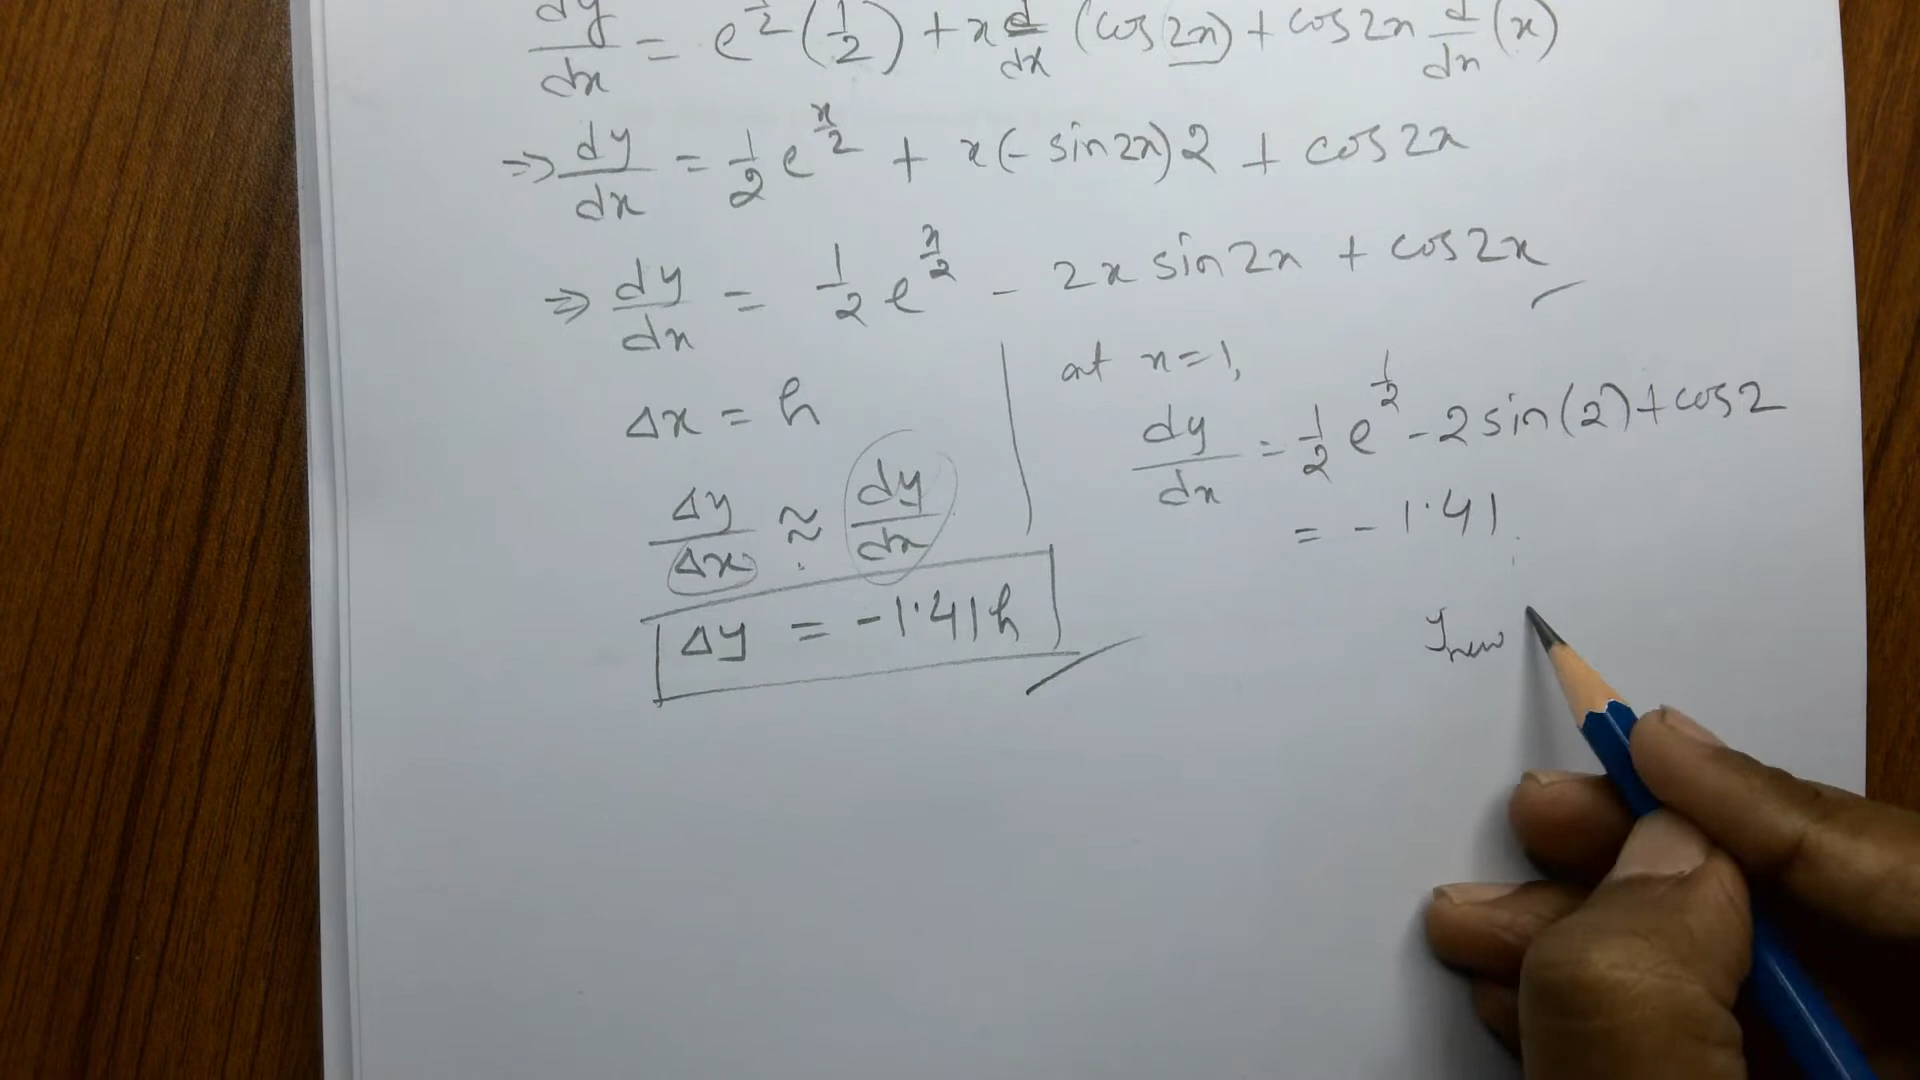 dy/dx = e^{x/2} (1/2) + x d/dx (cos 2x) + cos 2x d/dx (x)
⇒ dy/dx = 1/2 e^{x/2} + x(- sin 2x) 2 + cos 2x
⇒ dy/dx = 1/2 e^{x/2} - 2x sin 2x + cos 2x
Δx = h
Δy/Δx ≈ dy/dx
Δy = -1.41h
at x = 1,
dy/dx = 1/2 e^{1/2} - 2 sin(2) + cos 2
= - 1.41
y_{new}